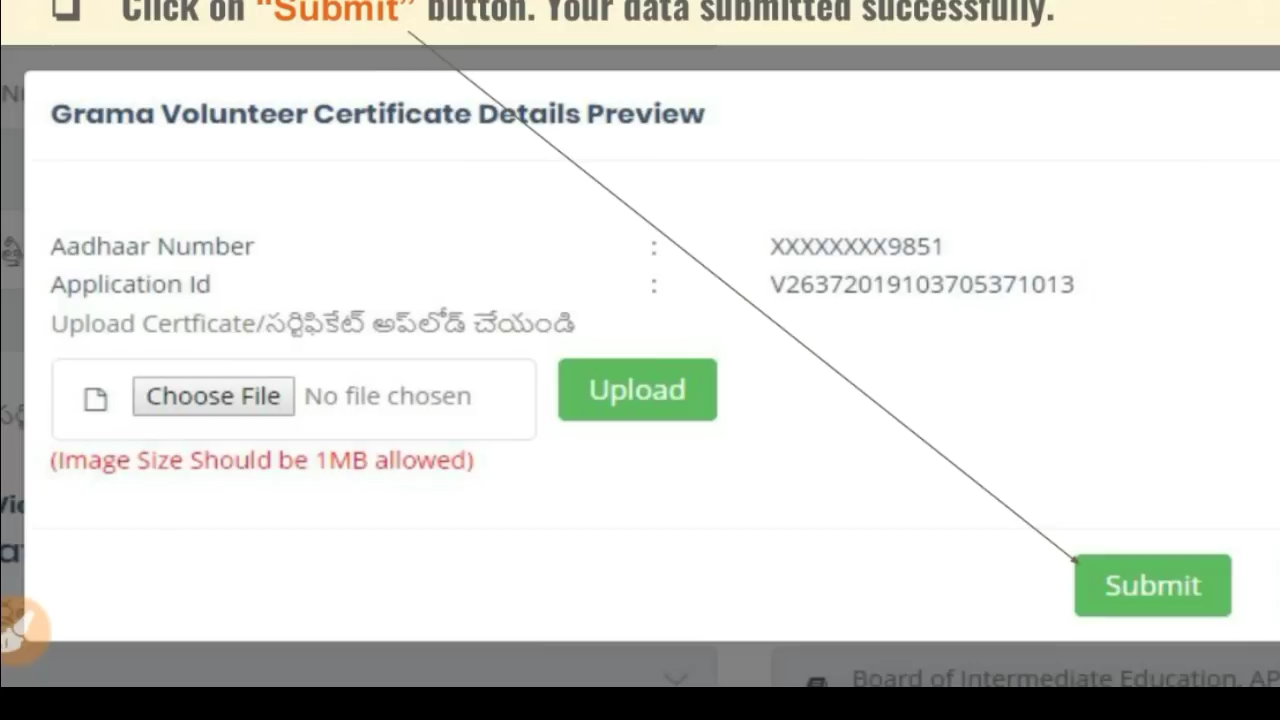 Click on “Submit” button. Your data submitted successfully.
Grama Volunteer Certificate Details Preview
Aadhaar Number : XXXXXXXX9851
Application Id : V26372019103705371013
Upload Certficate/సర్టిఫికేట్ అప్‌లోడ్ చేయండి
Choose File No file chosen Upload
(Image Size Should be 1MB allowed)
Submit
Board of Intermediate Education, AP